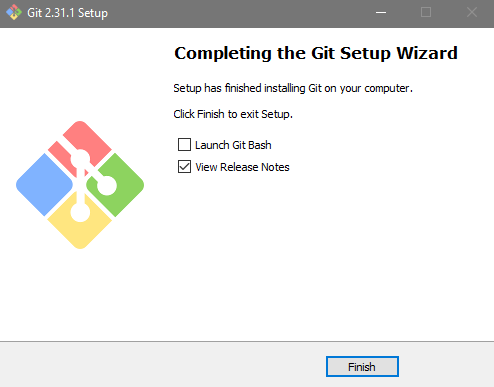 Git 2.31.1 Setup
Completing the Git Setup Wizard
Setup has finished installing Git on your computer.
Click Finish to exit Setup.
Launch Git Bash
View Release Notes
Finish